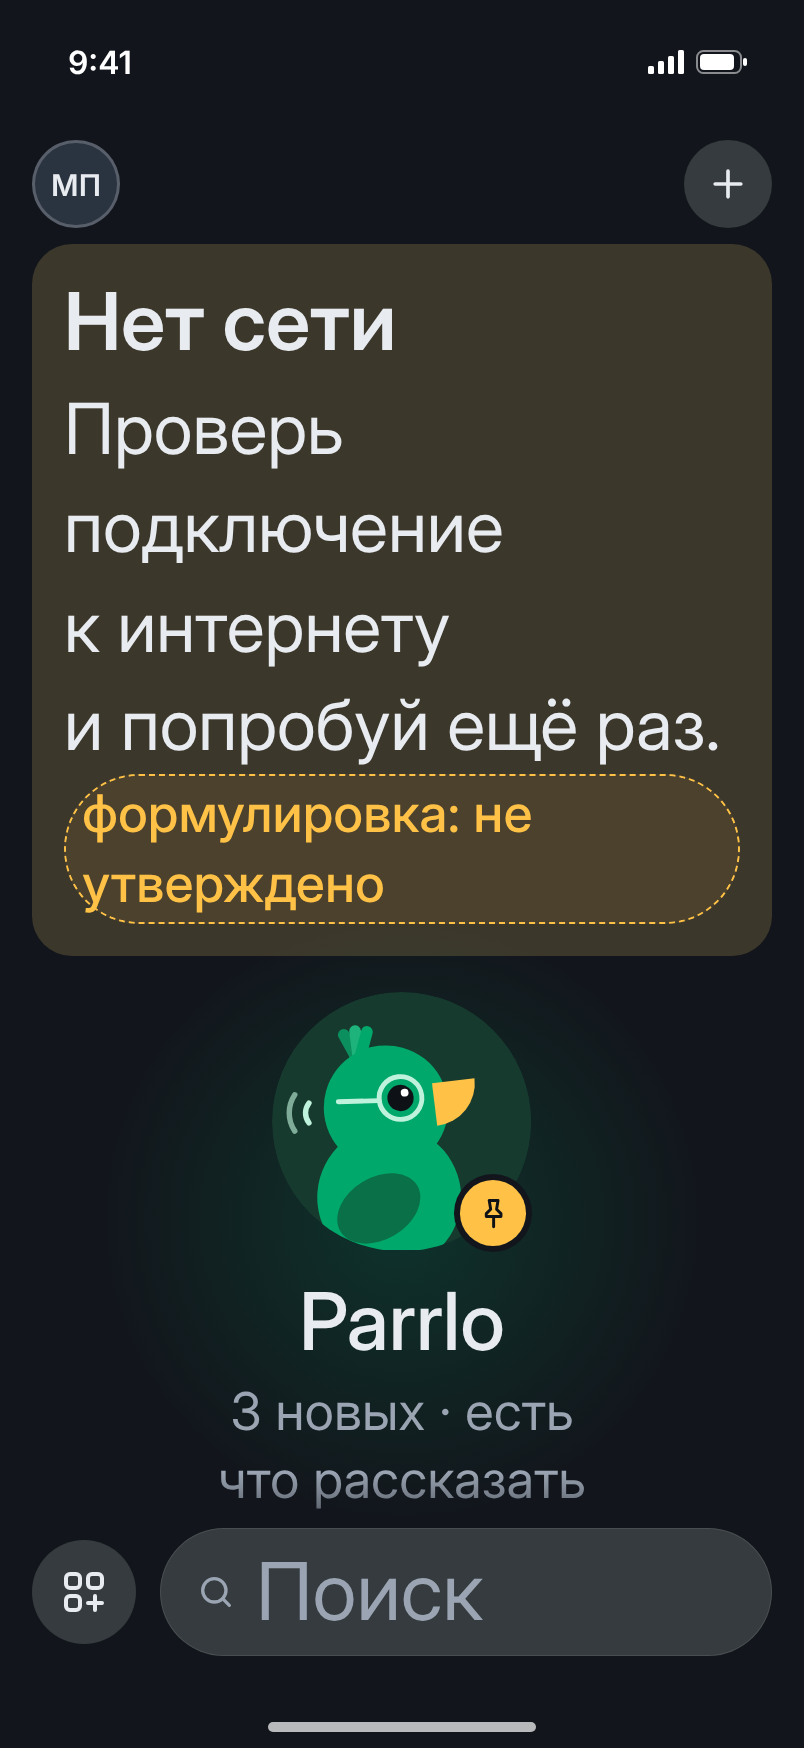 9:41
МП
Нет сети
Проверь
подключение
к интернету
и попробуй ещё раз.
формулировка: не
утверждено
Parrlo
3 новых · есть
что рассказать
Поиск